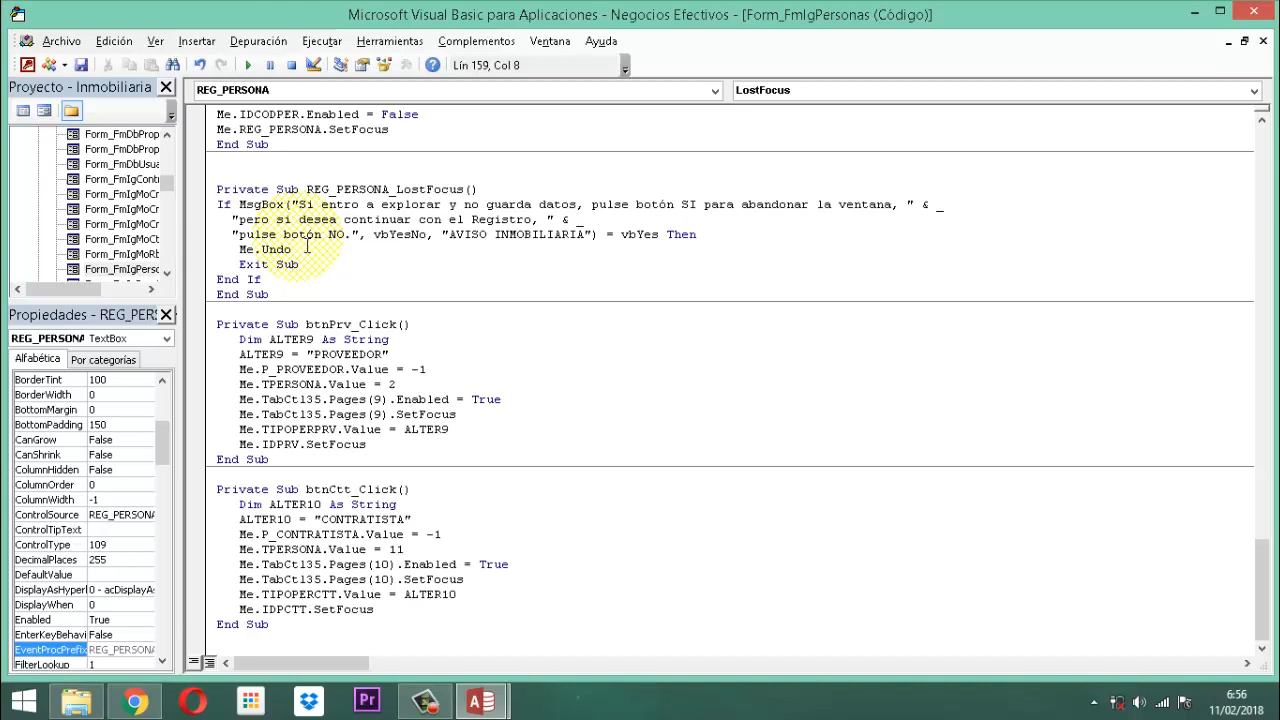 Microsoft Visual Basic para Aplicaciones - Negocios Efectivos - [Form_FmIgPersonas (Código)]
Archivo Edición Ver Insertar Depuración Ejecutar Herramientas Complementos Ventana Ayuda
Lín 159, Col 8
Proyecto - Inmobiliaria
REG_PERSONA LostFocus
Form_FmDbProp
Form_FmDbProp
Form_FmDbUsua
Form_FmIgContr
Form_FmIgMoCr
Form_FmIgMoCr
Form_FmIgMoCr
Form_FmIgMoCt
Form_FmIgMoRb
Form_FmIgPerso
Me.IDCODPER.Enabled = False
Me.REG_PERSONA.SetFocus
End Sub
Private Sub REG_PERSONA_LostFocus()
If MsgBox("Si entro a explorar y no guarda datos, pulse botón SI para abandonar la ventana, " & _
"pero si desea continuar con el Registro, " & _
"pulse botón NO.", vbYesNo, "AVISO INMOBILIARIA") = vbYes Then
Me.Undo
Exit Sub
End If
End Sub
Private Sub btnPrv_Click()
Dim ALTER9 As String
ALTER9 = "PROVEEDOR"
Me.P_PROVEEDOR.Value = -1
Me.TPERSONA.Value = 2
Me.TabCtl35.Pages(9).Enabled = True
Me.TabCtl35.Pages(9).SetFocus
Me.TIPOPERPRV.Value = ALTER9
Me.IDPRV.SetFocus
End Sub
Private Sub btnCtt_Click()
Dim ALTER10 As String
ALTER10 = "CONTRATISTA"
Me.P_CONTRATISTA.Value = -1
Me.TPERSONA.Value = 11
Me.TabCtl35.Pages(10).Enabled = True
Me.TabCtl35.Pages(10).SetFocus
Me.TIPOPERCTT.Value = ALTER10
Me.IDPCTT.SetFocus
End Sub
Propiedades - REG_PERS
REG_PERSONA TextBox
Alfabética Por categorías
BorderTint 100
BorderWidth 0
BottomMargin 0
BottomPadding 150
CanGrow False
CanShrink False
ColumnHidden False
ColumnOrder 0
ColumnWidth -1
ControlSource REG_PERSONA
ControlTipText
ControlType 109
DecimalPlaces 255
DefaultValue
DisplayAsHyperl 0 - acDisplayAs
DisplayWhen 0
Enabled True
EnterKeyBehavi False
EventProcPrefix REG_PERSONA
FilterLookup 1
Pr
6:56
11/02/2018